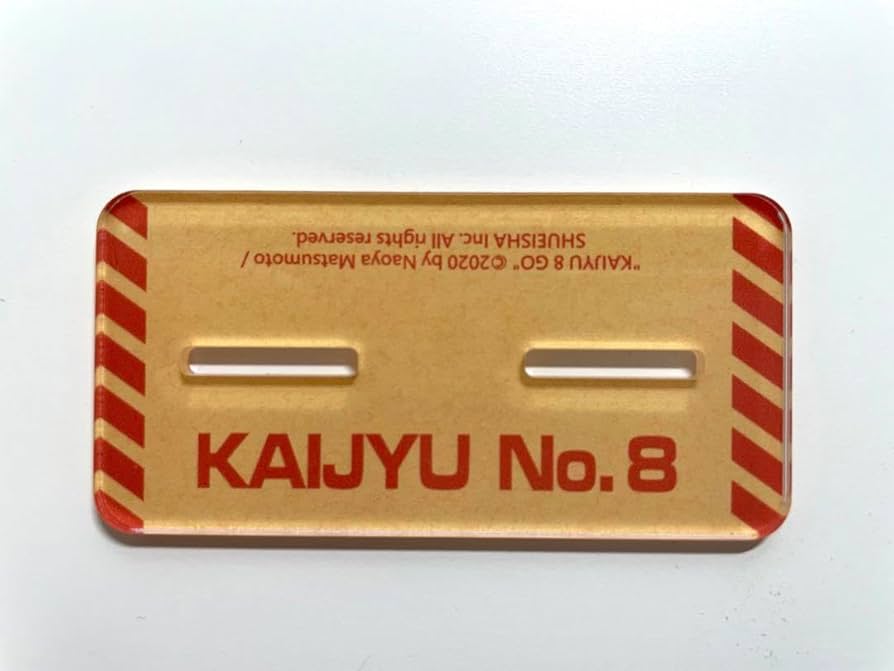 "KAIJYU 8 GO" ©2020 by Naoya Matsumoto /
SHUEISHA Inc. All rights reserved.
KAIJYU No. 8